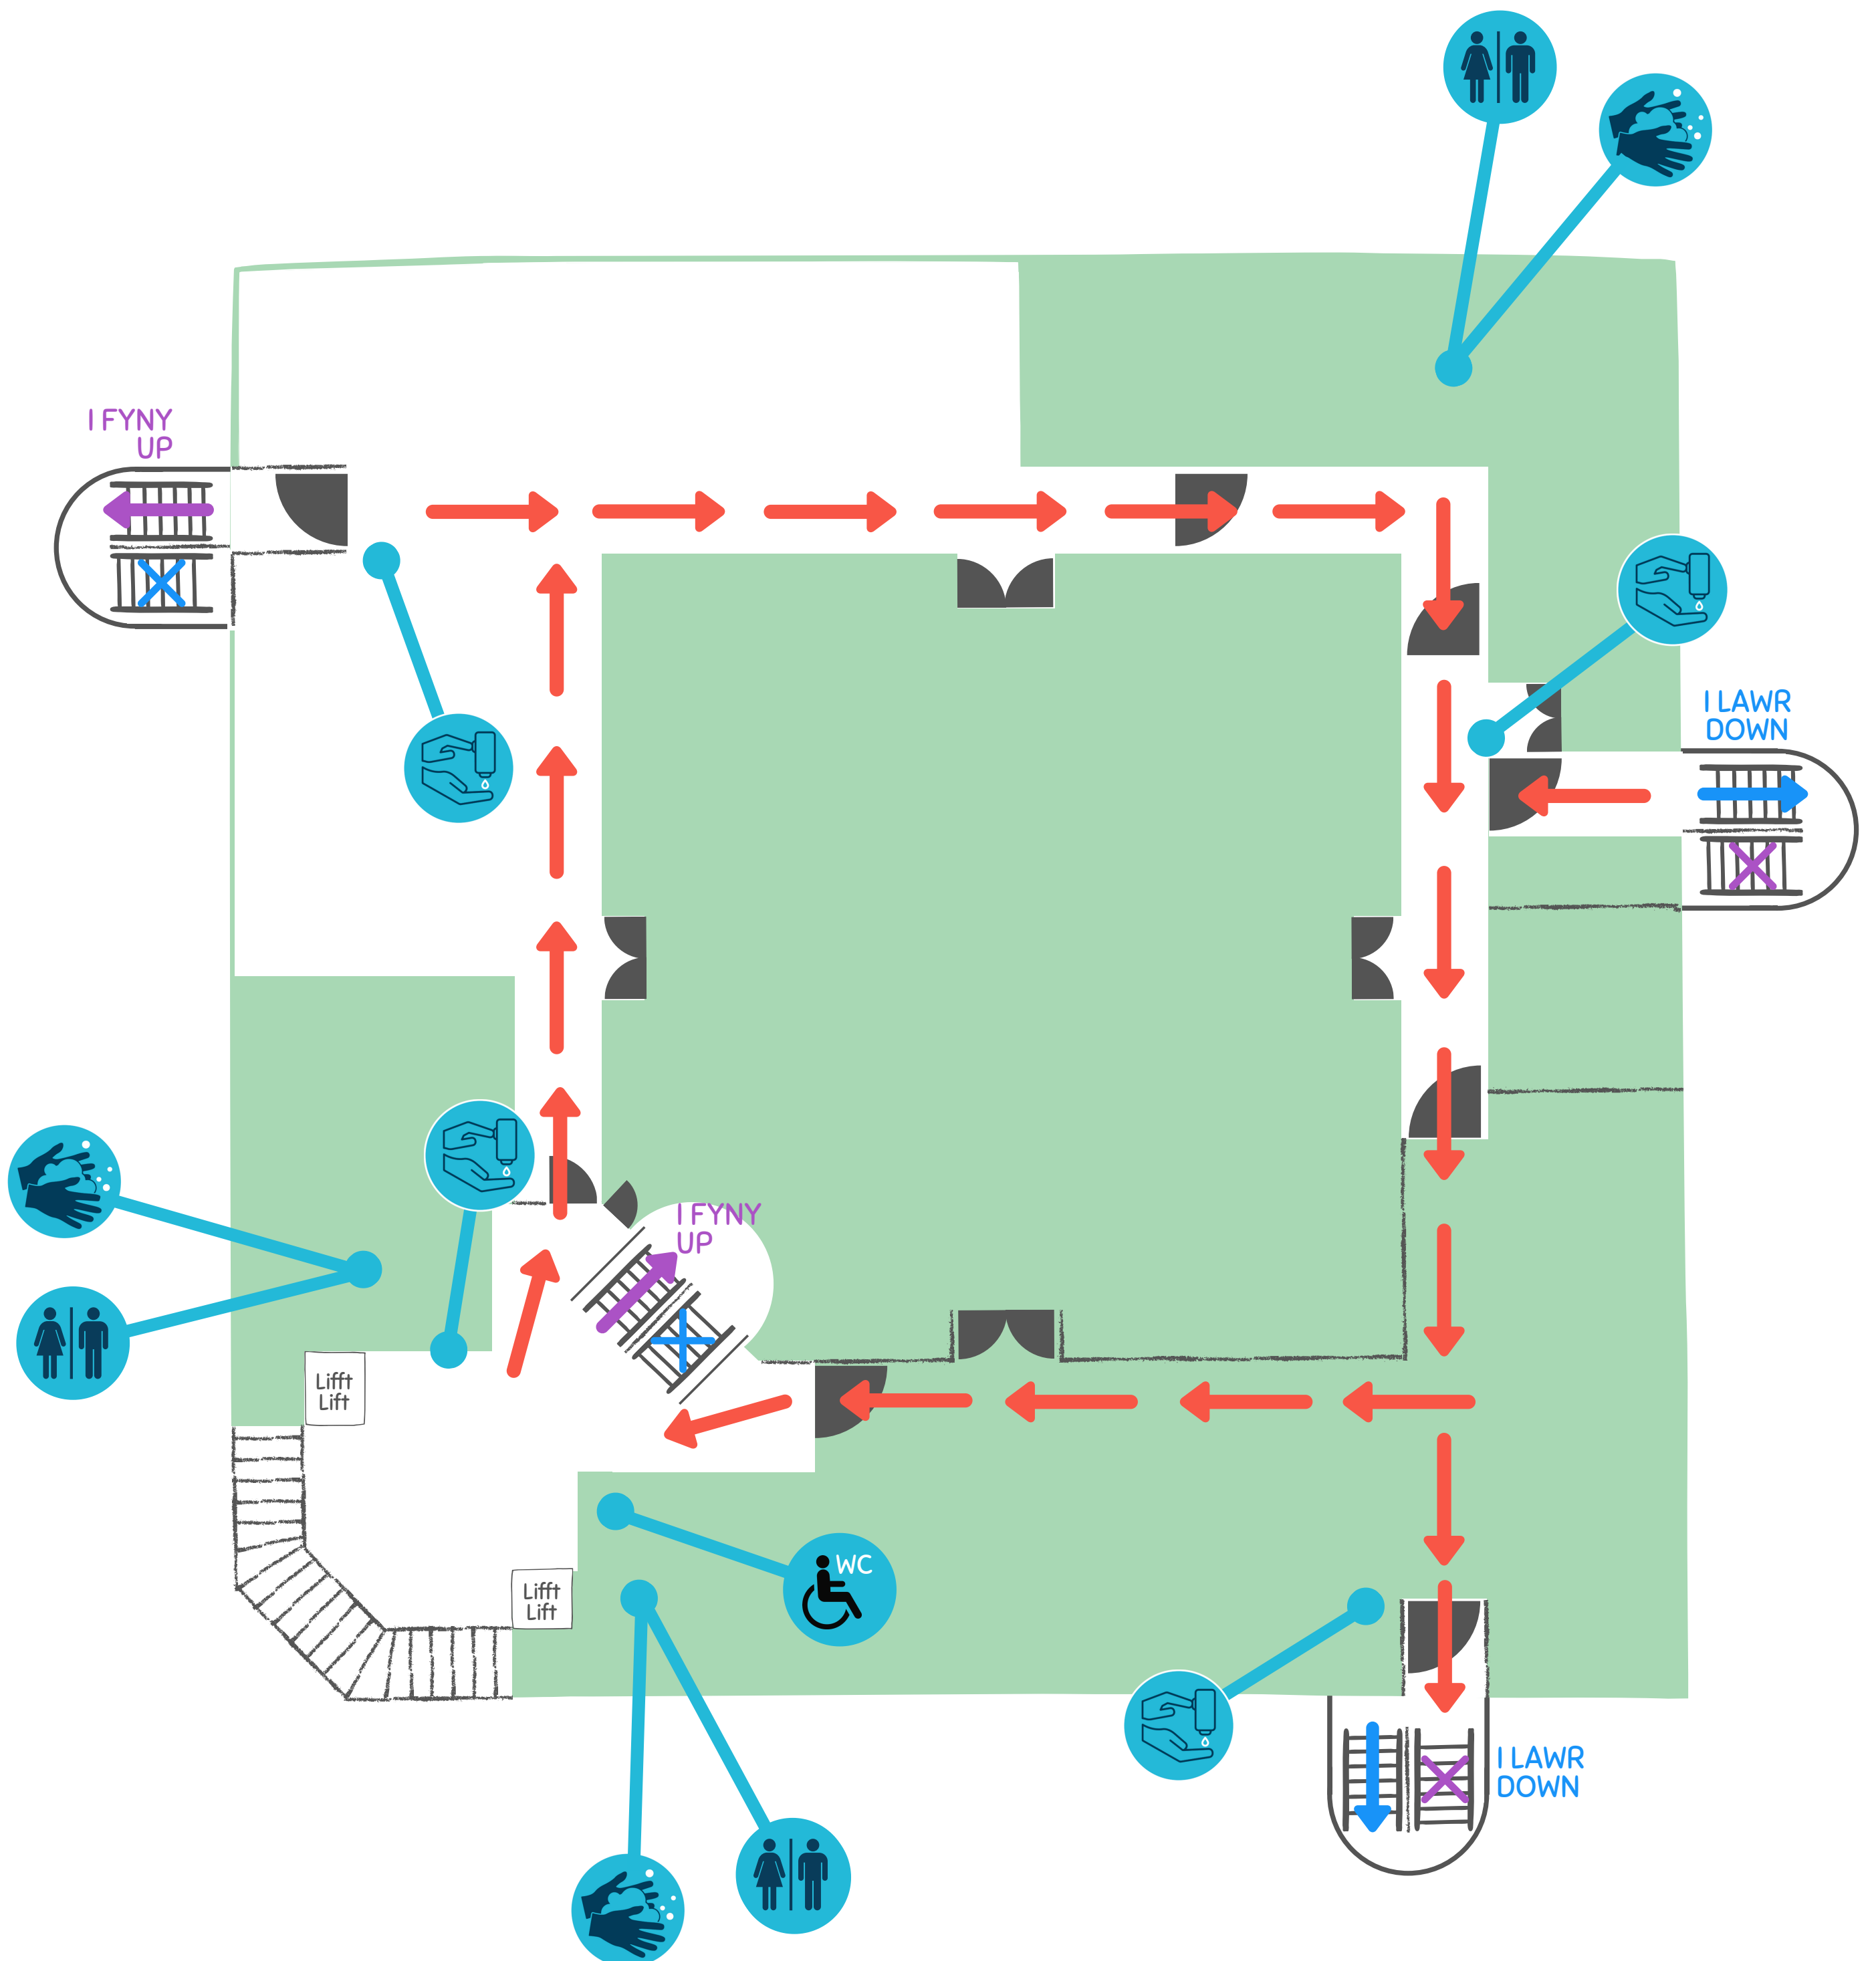 I FYNY
UP
I LAWR
DOWN
I FYNY
UP
Lifft
Lift
WC
Lifft
Lift
I LAWR
DOWN